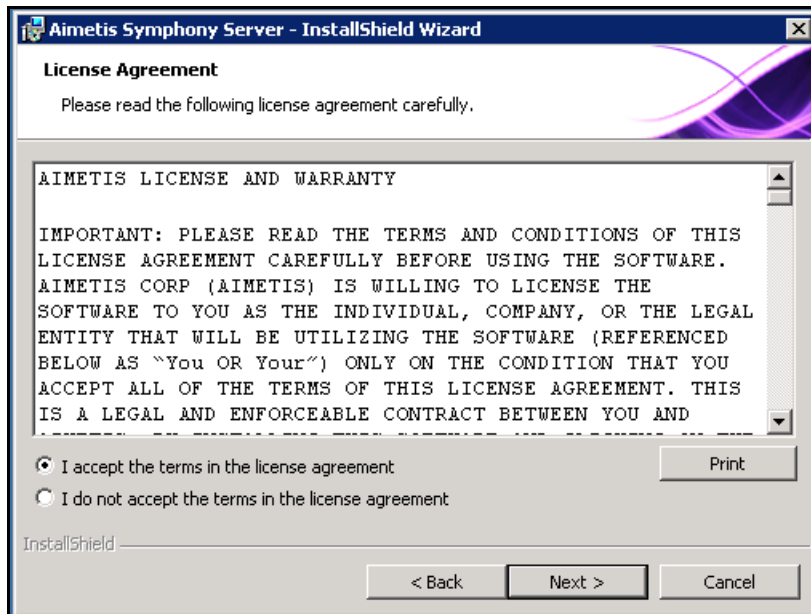 Aimetis Symphony Server - InstallShield Wizard
License Agreement
Please read the following license agreement carefully.
AIMETIS LICENSE AND WARRANTY
IMPORTANT: PLEASE READ THE TERMS AND CONDITIONS OF THIS
LICENSE AGREEMENT CAREFULLY BEFORE USING THE SOFTWARE.
AIMETIS CORP (AIMETIS) IS WILLING TO LICENSE THE
SOFTWARE TO YOU AS THE INDIVIDUAL, COMPANY, OR THE LEGAL
ENTITY THAT WILL BE UTILIZING THE SOFTWARE (REFERENCED
BELOW AS “You OR Your”) ONLY ON THE CONDITION THAT YOU
ACCEPT ALL OF THE TERMS OF THIS LICENSE AGREEMENT. THIS
IS A LEGAL AND ENFORCEABLE CONTRACT BETWEEN YOU AND
I accept the terms in the license agreement
Print
I do not accept the terms in the license agreement
InstallShield
< Back
Next >
Cancel